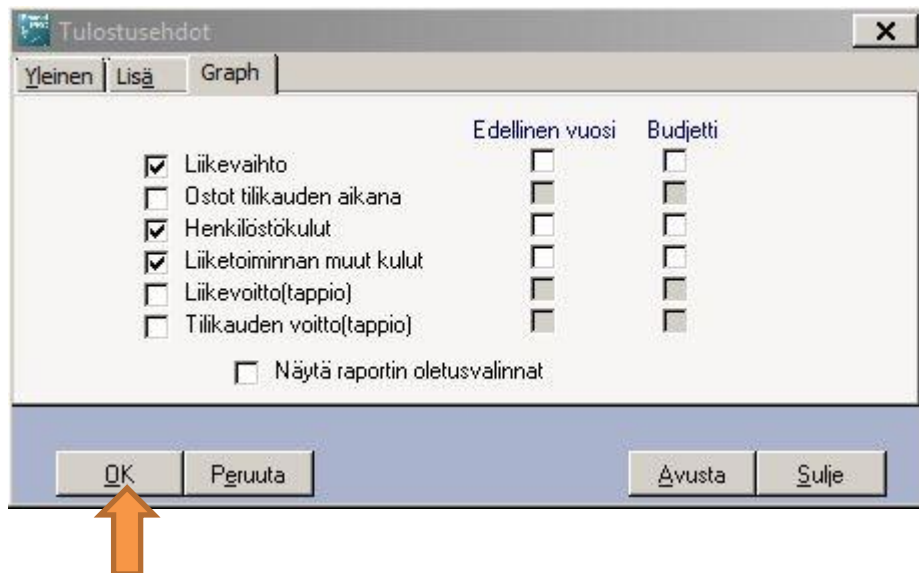 Tulostusehdot
Yleinen Lisä Graph
Edellinen vuosi Budjetti
Liikevaihto
Ostot tilikauden aikana
Henkilöstökulut
Liiketoiminnan muut kulut
Liikevoitto(tappio)
Tilikauden voitto(tappio)
Näytä raportin oletusvalinnat
OK Peruuta Avusta Sulje